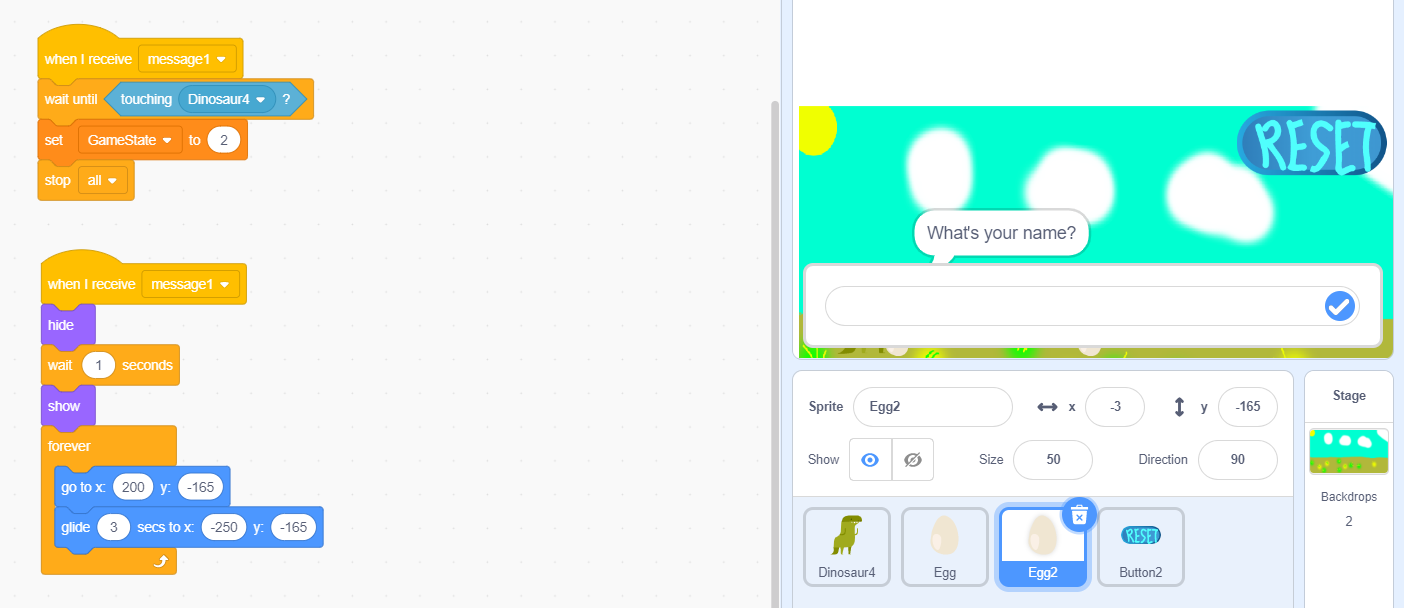 when I receive message1
wait until touching Dinosaur4 ?
set GameState to 2
stop all
when I receive message1
hide
wait 1 seconds
show
forever
go to x: 200 y: -165
glide 3 secs to x: -250 y: -165
RESET
What's your name?
Sprite Egg2 x -3 y -165
Show Size 50 Direction 90
Dinosaur4 Egg Egg2 RESET Button2
Stage
Backdrops
2